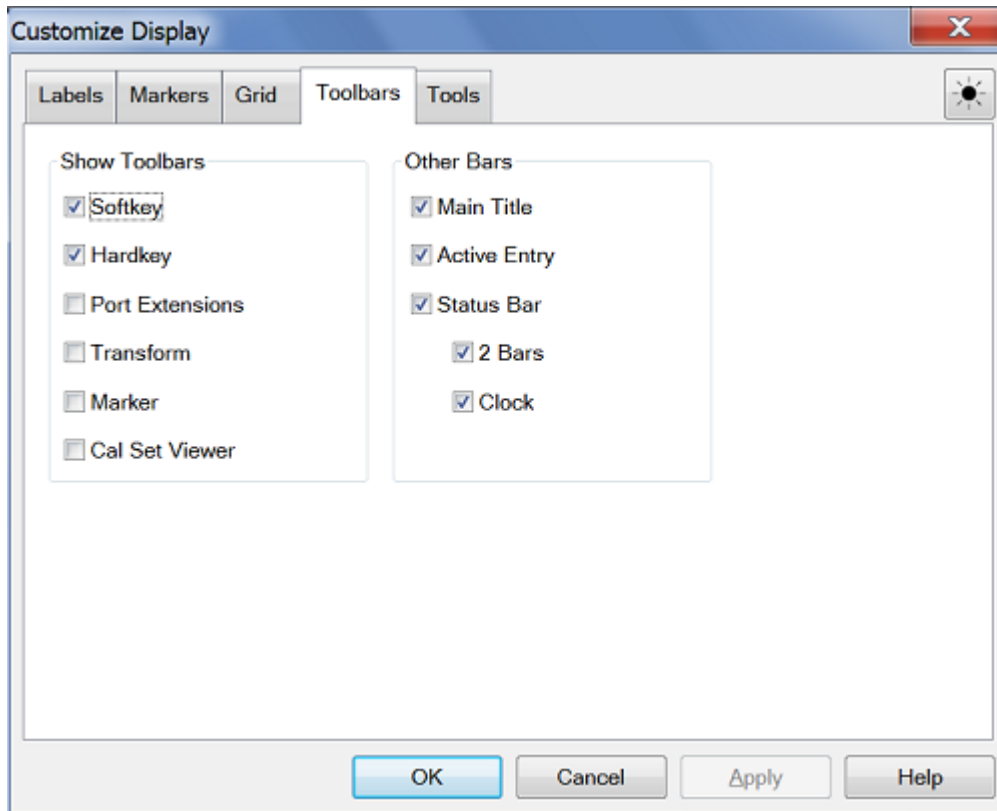 Customize Display
Labels Markers Grid Toolbars Tools
Show Toolbars
Softkey
Hardkey
Port Extensions
Transform
Marker
Cal Set Viewer
Other Bars
Main Title
Active Entry
Status Bar
2 Bars
Clock
OK Cancel Apply Help